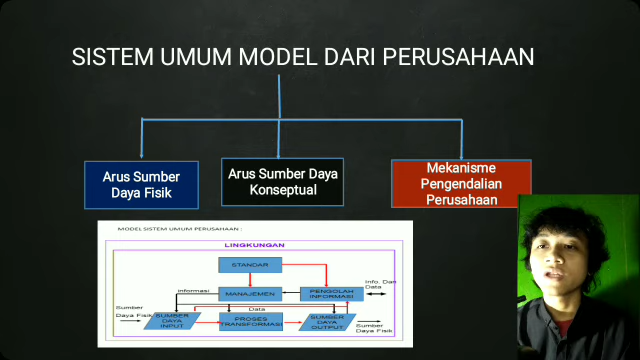 SISTEM UMUM MODEL DARI PERUSAHAAN
Arus Sumber
Daya Fisik
Arus Sumber Daya
Konseptual
Mekanisme
Pengendalian
Perusahaan
MODEL SISTEM UMUM PERUSAHAAN :
LINGKUNGAN
STANDAR
Informasi
MANAJEMEN
PENGOLAH
INFORMASI
Info. Dan
Data
Data
Sumber
Daya Fisik
SUMBER
DAYA
INPUT
PROSES
TRANSFORMASI
SUMBER
DAYA
OUTPUT
Sumber
Daya Fisik